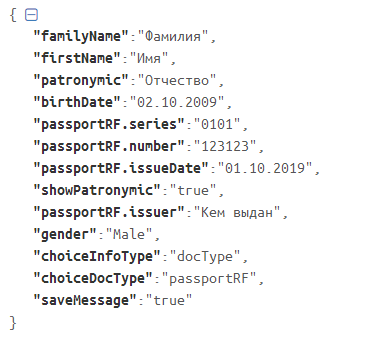 {
"familyName":"Фамилия",
"firstName":"Имя",
"patronymic":"Отчество",
"birthDate":"02.10.2009",
"passportRF.series":"0101",
"passportRF.number":"123123",
"passportRF.issueDate":"01.10.2019",
"showPatronymic":"true",
"passportRF.issuer":"Кем выдан",
"gender":"Male",
"choiceInfoType":"docType",
"choiceDocType":"passportRF",
"saveMessage":"true"
}